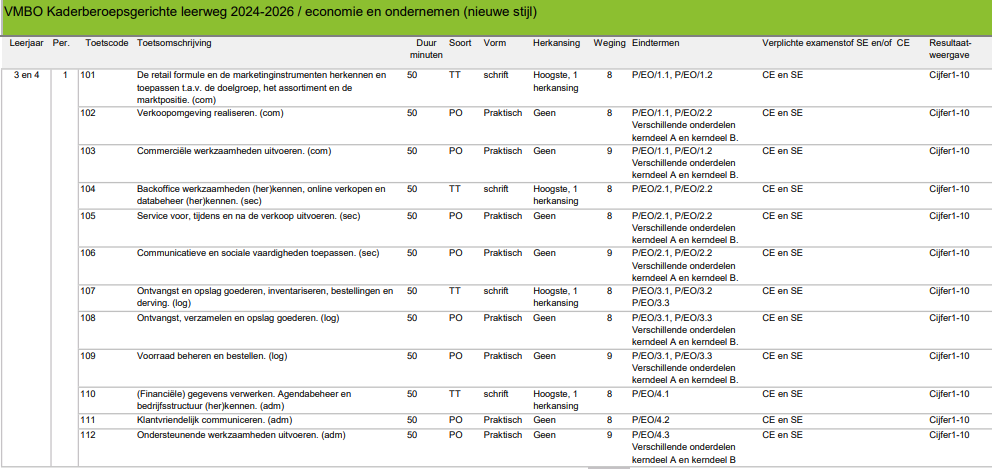 VMBO Kaderberoepsgerichte leerweg 2024-2026 / economie en ondernemen (nieuwe stijl)
Leerjaar Per. Toetscode Toetsomschrijving Duur minuten Soort Vorm Herkansing Weging Eindtermen Verplichte examenstof SE en/of CE Resultaat-weergave
3 en 4 1 101 De retail formule en de marketinginstrumenten herkennen en 50 TT schrift Hoogste, 1 8 P/EO/1.1, P/EO/1.2 CE en SE Cijfer1-10
toepassen t.a.v. de doelgroep, het assortiment en de herkansing
marktpositie. (com)
102 Verkoopomgeving realiseren. (com) 50 PO Praktisch Geen 8 P/EO/1.1, P/EO/2.2 CE en SE Cijfer1-10
Verschillende onderdelen
kerndeel A en kerndeel B.
103 Commerciële werkzaamheden uitvoeren. (com) 50 PO Praktisch Geen 9 P/EO/1.1, P/EO/1.2 CE en SE Cijfer1-10
Verschillende onderdelen
kerndeel A en kerndeel B.
104 Backoffice werkzaamheden (her)kennen, online verkopen en 50 TT schrift Hoogste, 1 8 P/EO/2.1, P/EO/2.2 CE en SE Cijfer1-10
databeheer (her)kennen. (sec) herkansing
105 Service voor, tijdens en na de verkoop uitvoeren. (sec) 50 PO Praktisch Geen 8 P/EO/2.1, P/EO/2.2 CE en SE Cijfer1-10
Verschillende onderdelen
kerndeel A en kerndeel B.
106 Communicatieve en sociale vaardigheden toepassen. (sec) 50 PO Praktisch Geen 9 P/EO/2.1, P/EO/2.2 CE en SE Cijfer1-10
Verschillende onderdelen
kerndeel A en kerndeel B.
107 Ontvangst en opslag goederen, inventariseren, bestellingen en 50 TT schrift Hoogste, 1 8 P/EO/3.1, P/EO/3.2 CE en SE Cijfer1-10
derving. (log) herkansing P/EO/3.3
108 Ontvangst, verzamelen en opslag goederen. (log) 50 PO Praktisch Geen 8 P/EO/3.1, P/EO/3.3 CE en SE Cijfer1-10
Verschillende onderdelen
kerndeel A en kerndeel B.
109 Voorraad beheren en bestellen. (log) 50 PO Praktisch Geen 9 P/EO/3.1, P/EO/3.3 CE en SE Cijfer1-10
Verschillende onderdelen
kerndeel A en kerndeel B.
110 (Financiële) gegevens verwerken. Agendabeheer en 50 TT schrift Hoogste, 1 8 P/EO/4.1 CE en SE Cijfer1-10
bedrijfsstructuur (her)kennen. (adm) herkansing
111 Klantvriendelijk communiceren. (adm) 50 PO Praktisch Geen 8 P/EO/4.2 CE en SE Cijfer1-10
112 Ondersteunende werkzaamheden uitvoeren. (adm) 50 PO Praktisch Geen 9 P/EO/4.3 CE en SE Cijfer1-10
Verschillende onderdelen
kerndeel A en kerndeel B